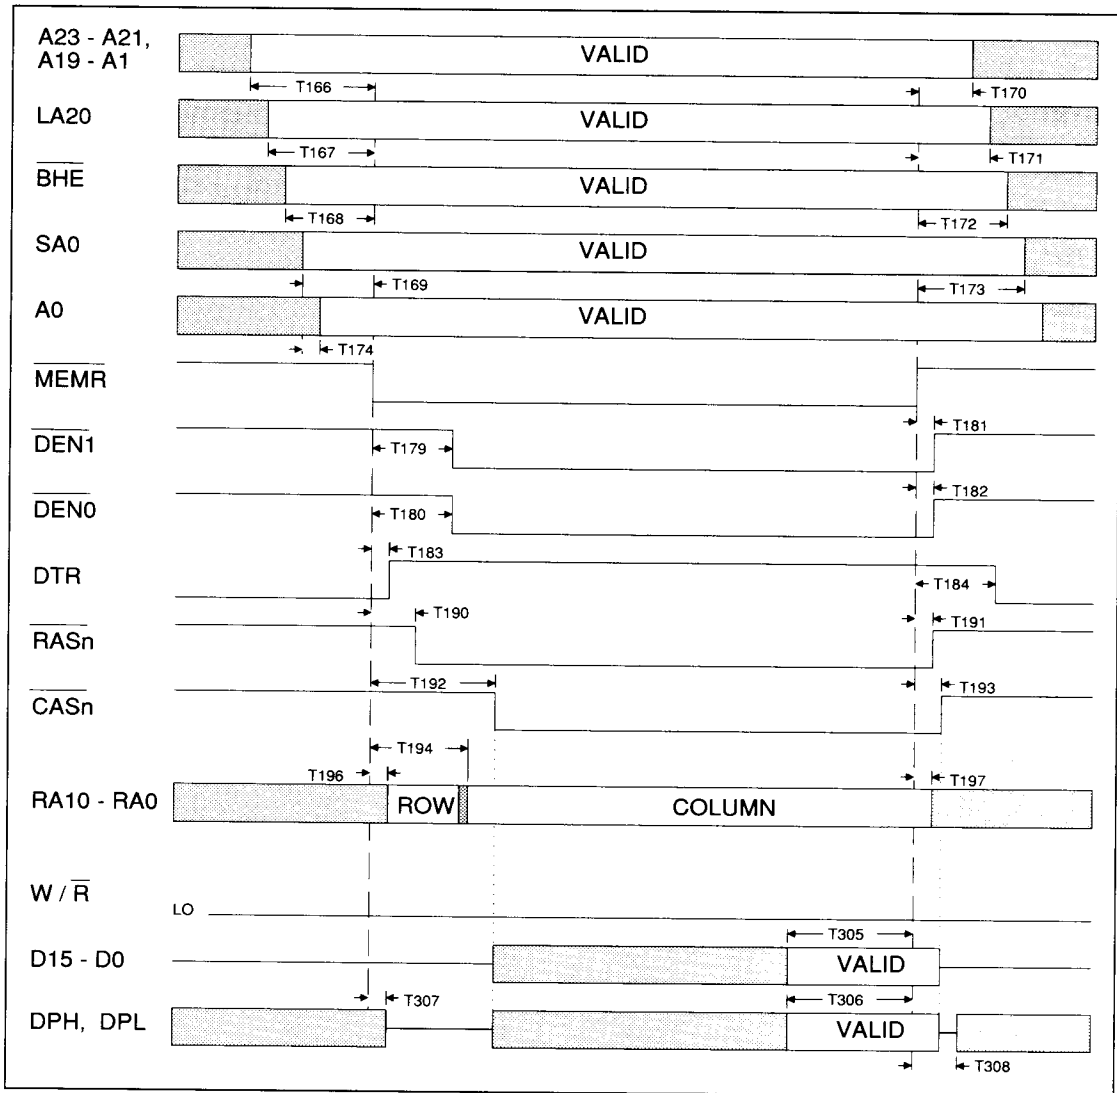 A23 - A21,
A19 - A1
VALID
T166
T170
LA20
VALID
T167
T171
BHE
VALID
T168
T172
SA0
VALID
T169
T173
A0
VALID
T174
MEMR
T181
DEN1
T179
T182
DEN0
T180
T183
DTR
T184
T190
T191
RASn
T192
T193
CASn
T194
T196
T197
RA10 - RA0
ROW
COLUMN
W / R
LO
T305
D15 - D0
VALID
T307
T306
DPH, DPL
VALID
T308